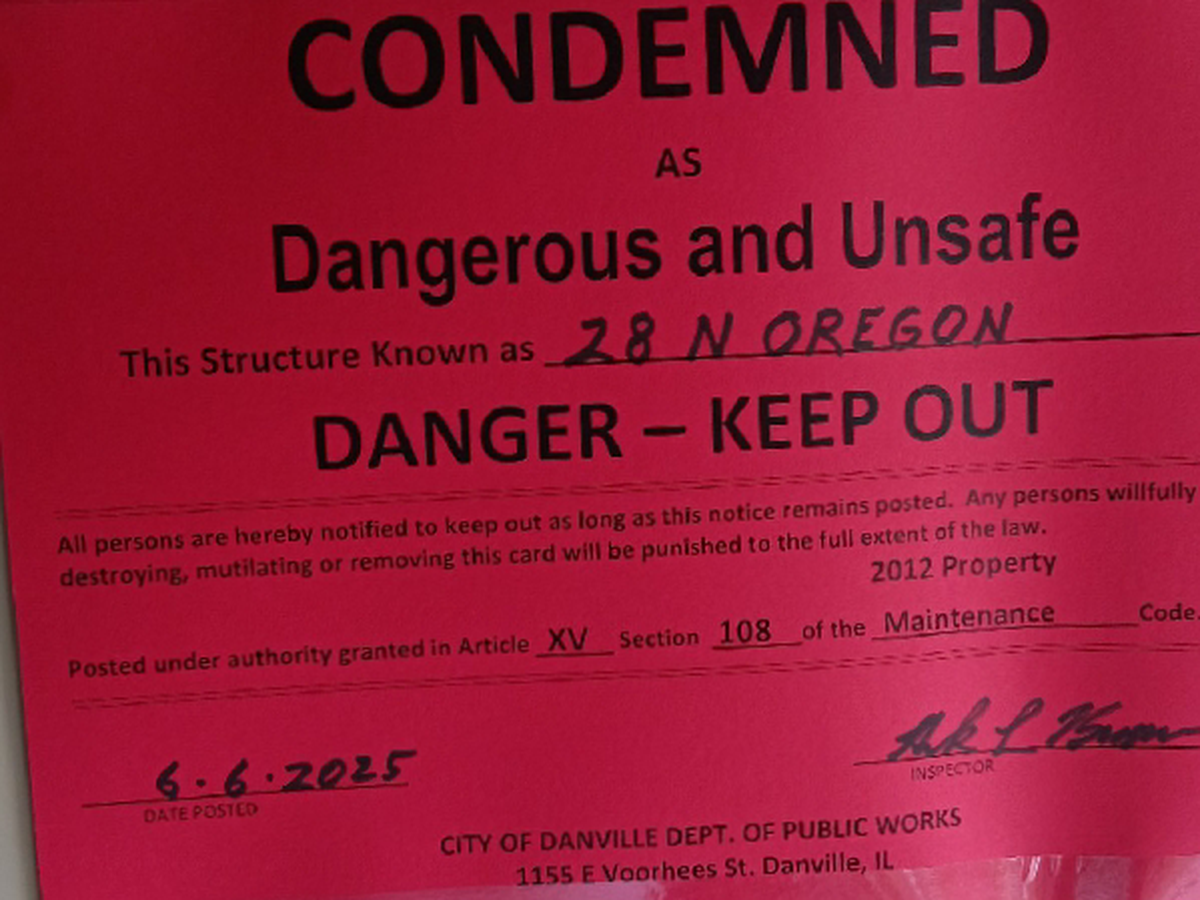 CONDEMNED
AS
Dangerous and Unsafe
This Structure Known as 28 N OREGON
DANGER – KEEP OUT
All persons are hereby notified to keep out as long as this notice remains posted. Any persons willfully
destroying, mutilating or removing this card will be punished to the full extent of the law.
2012 Property
Posted under authority granted in Article XV Section 108 of the Maintenance Code.
6.6.2025
DATE POSTED
INSPECTOR
CITY OF DANVILLE DEPT. OF PUBLIC WORKS
1155 E Voorhees St. Danville, IL